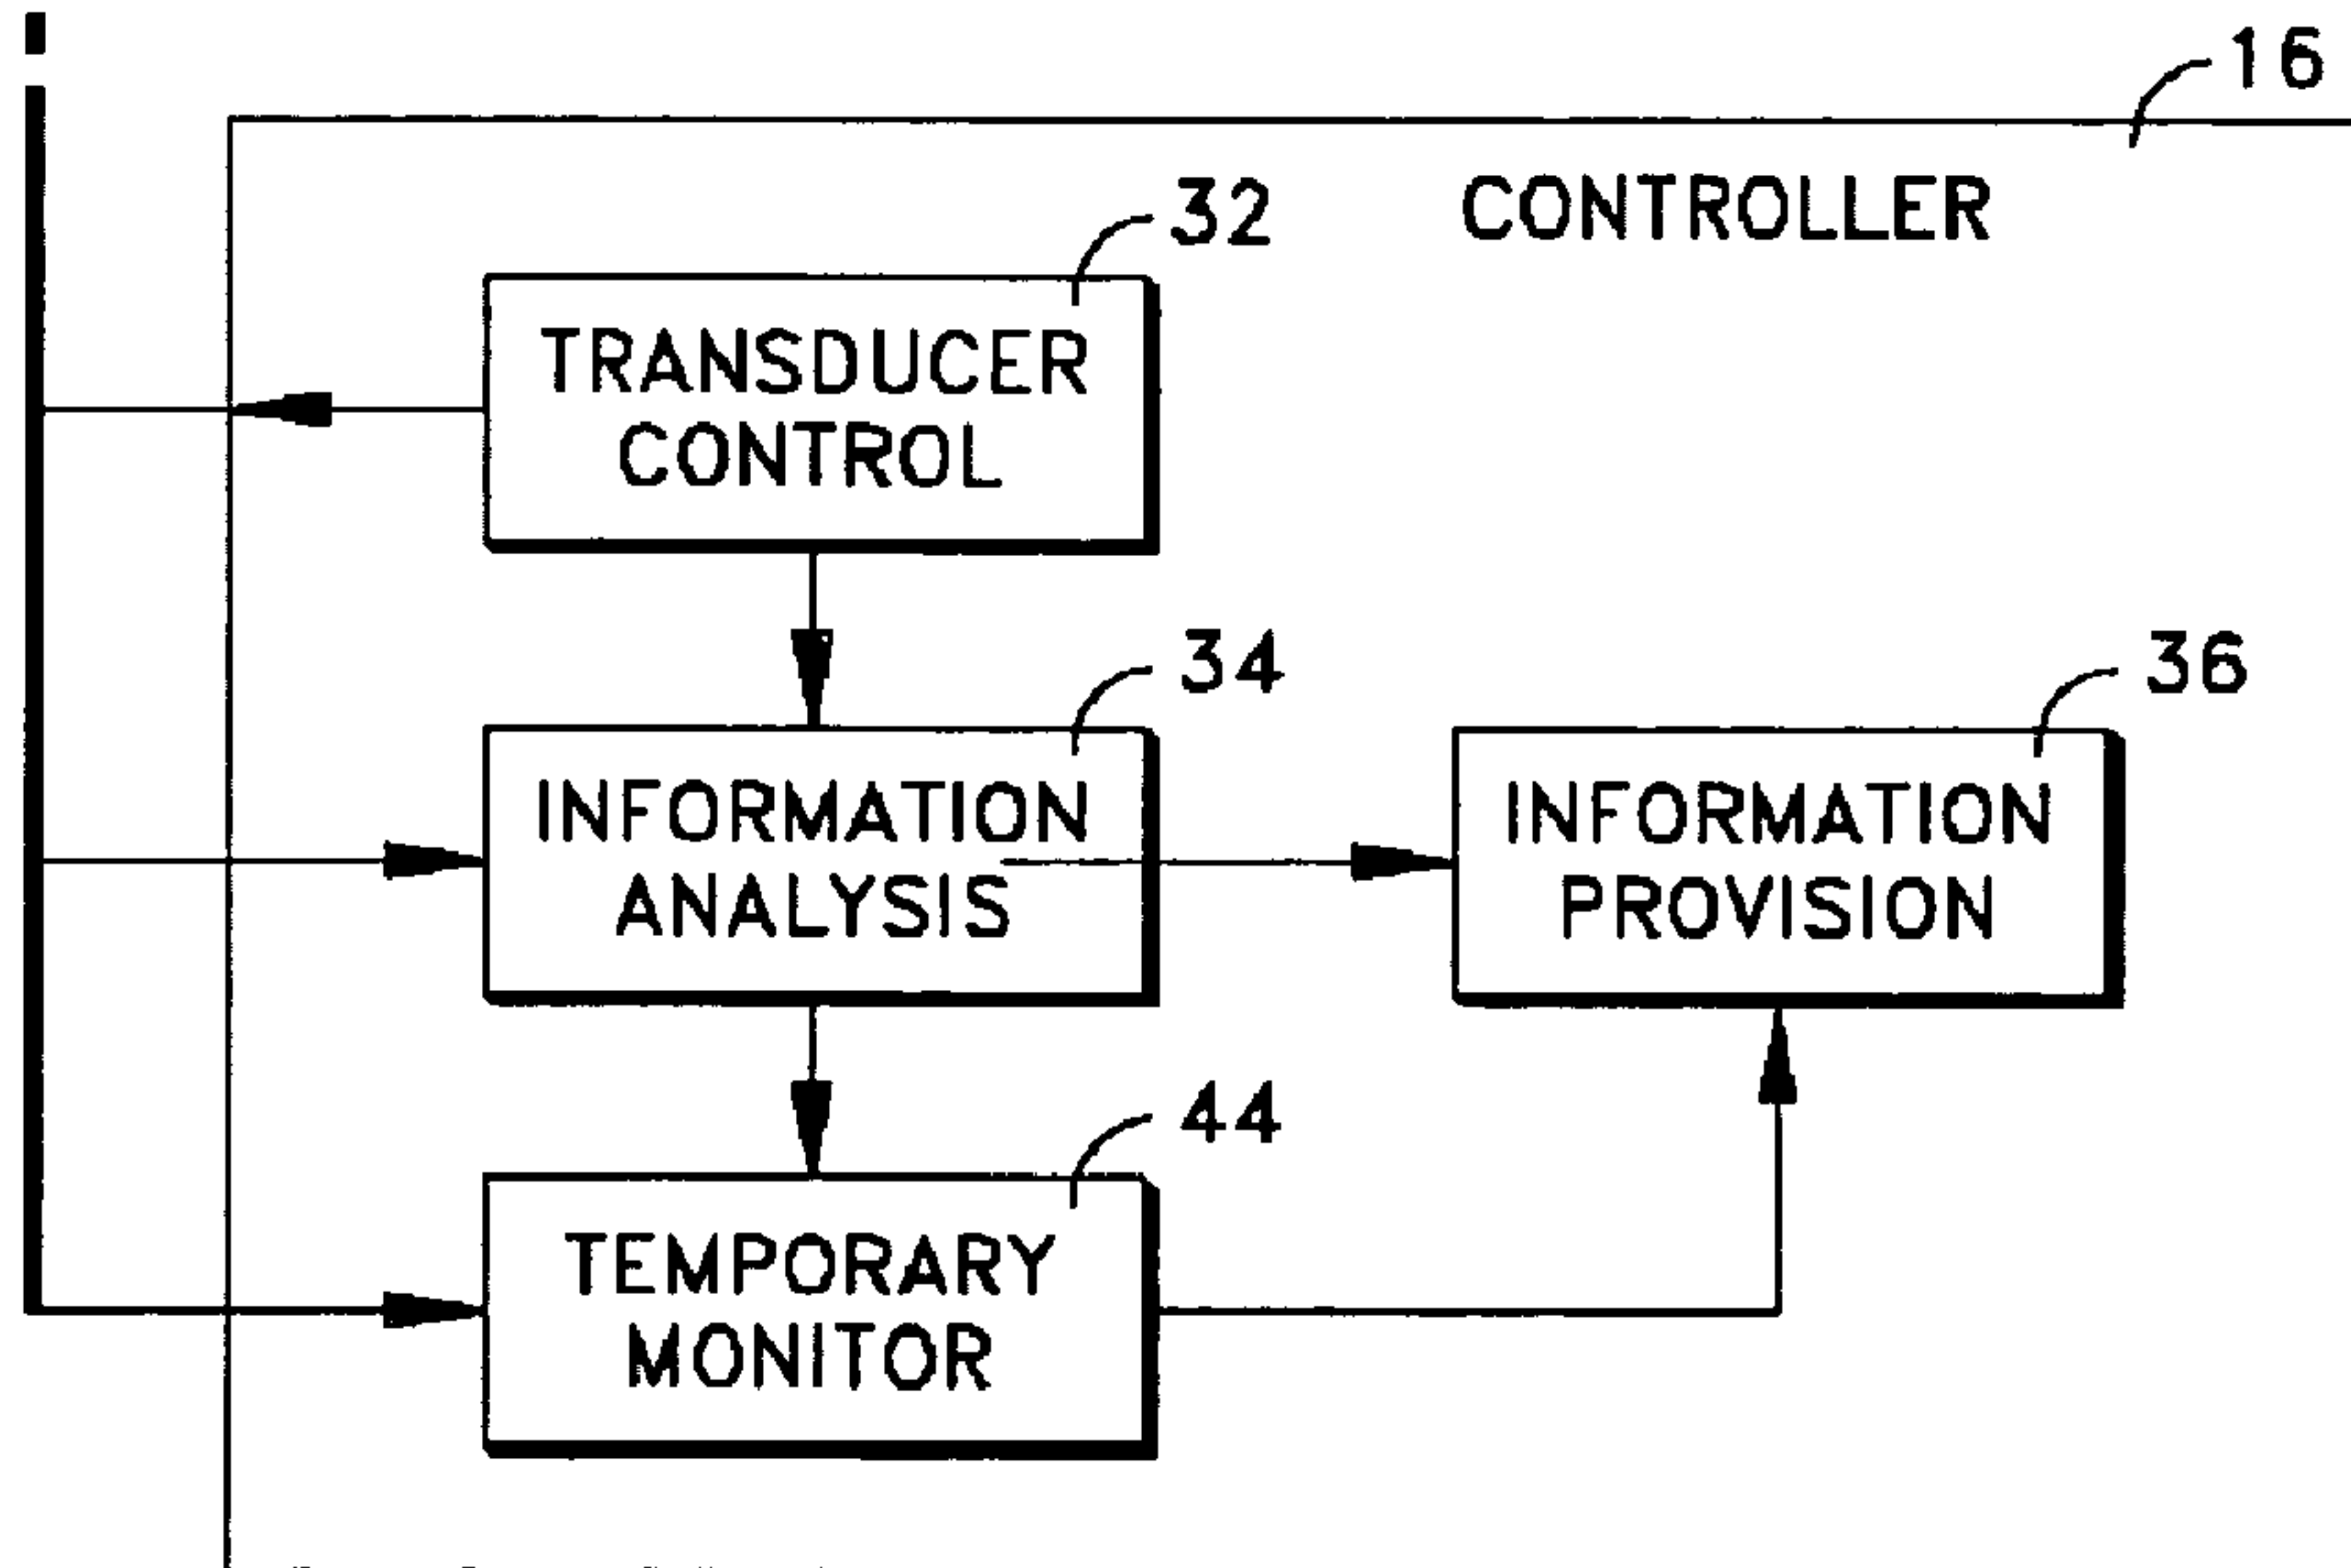 16
CONTROLLER
32
TRANSDUCER
CONTROL
34
INFORMATION
ANALYSIS
36
INFORMATION
PROVISION
44
TEMPORARY
MONITOR